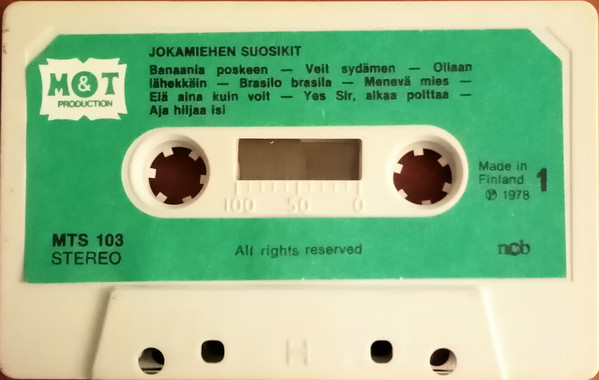 JOKAMIEHEN SUOSIKIT
M&T
PRODUCTION
Banaania poskeen — Veit sydämen — Ollaan
lähekkäin — Brasilo brasila — Menevä mies —
Elä aina kuin voit — Yes Sir, alkaa polttaa —
Aja hiljaa isi
100 50 0
Made in
Finland
℗ 1978
1
MTS 103
STEREO
All rights reserved
ncb
H